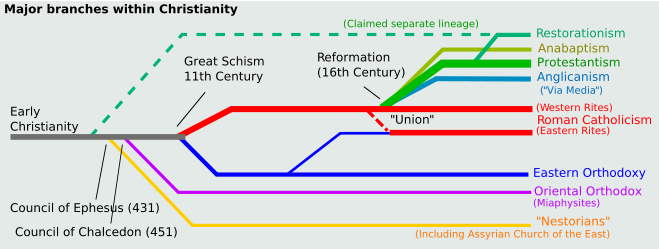 Major branches within Christianity
(Claimed separate lineage)
Restorationism
Anabaptism
Protestantism
Anglicanism
("Via Media")
Great Schism
11th Century
Reformation
(16th Century)
(Western Rites)
Roman Catholicism
(Eastern Rites)
"Union"
Early
Christianity
Eastern Orthodoxy
Oriental Orthodox
(Miaphysites)
Council of Ephesus (431)
Council of Chalcedon (451)
"Nestorians"
(Including Assyrian Church of the East)